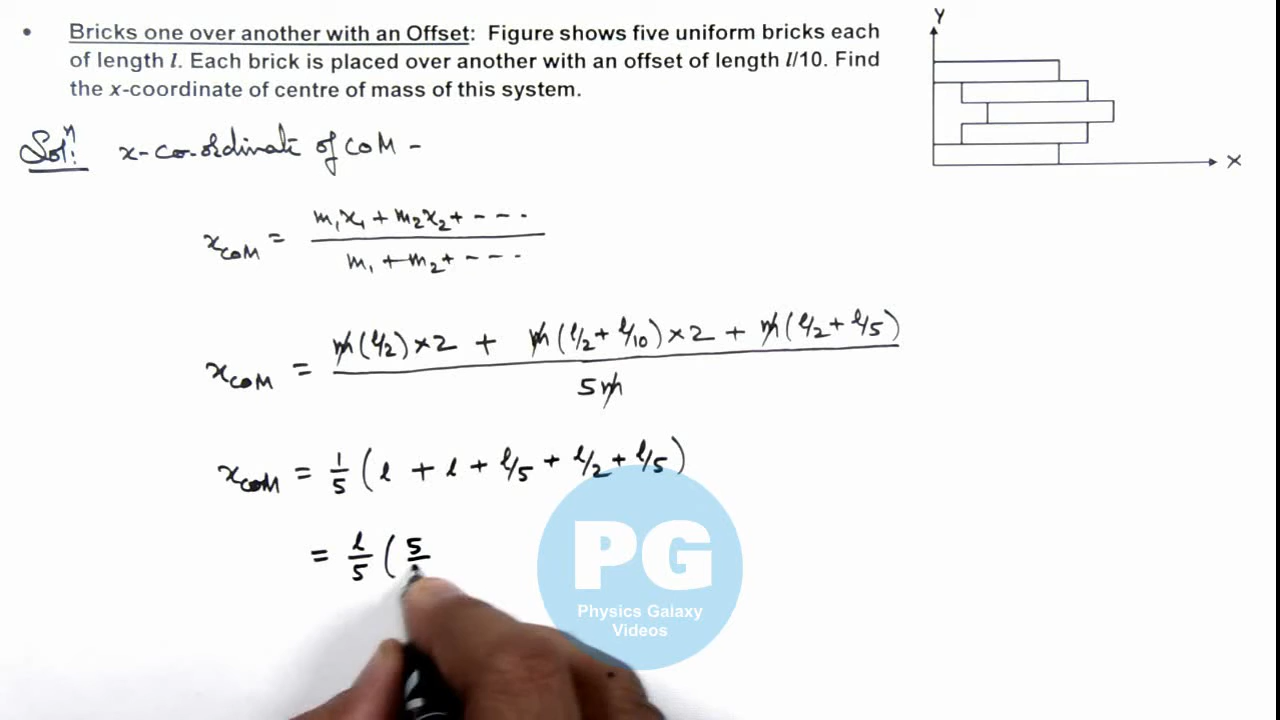 • Bricks one over another with an Offset: Figure shows five uniform bricks each
of length l. Each brick is placed over another with an offset of length l/10. Find
the x-coordinate of centre of mass of this system.
Y
X
Solⁿ: x-co-ordinate of CoM -
x_CoM = (m₁x₁ + m₂x₂ + - - - .) / (m₁ + m₂ + - - - .)
x_CoM = (m(l/2)×2 + m(l/2 + l/10)×2 + m(l/2 + l/5)) / 5m
x_CoM = 1/5 (l + l + l/5 + l/2 + l/5)
= l/5 ( 5/
PG
Physics Galaxy
Videos